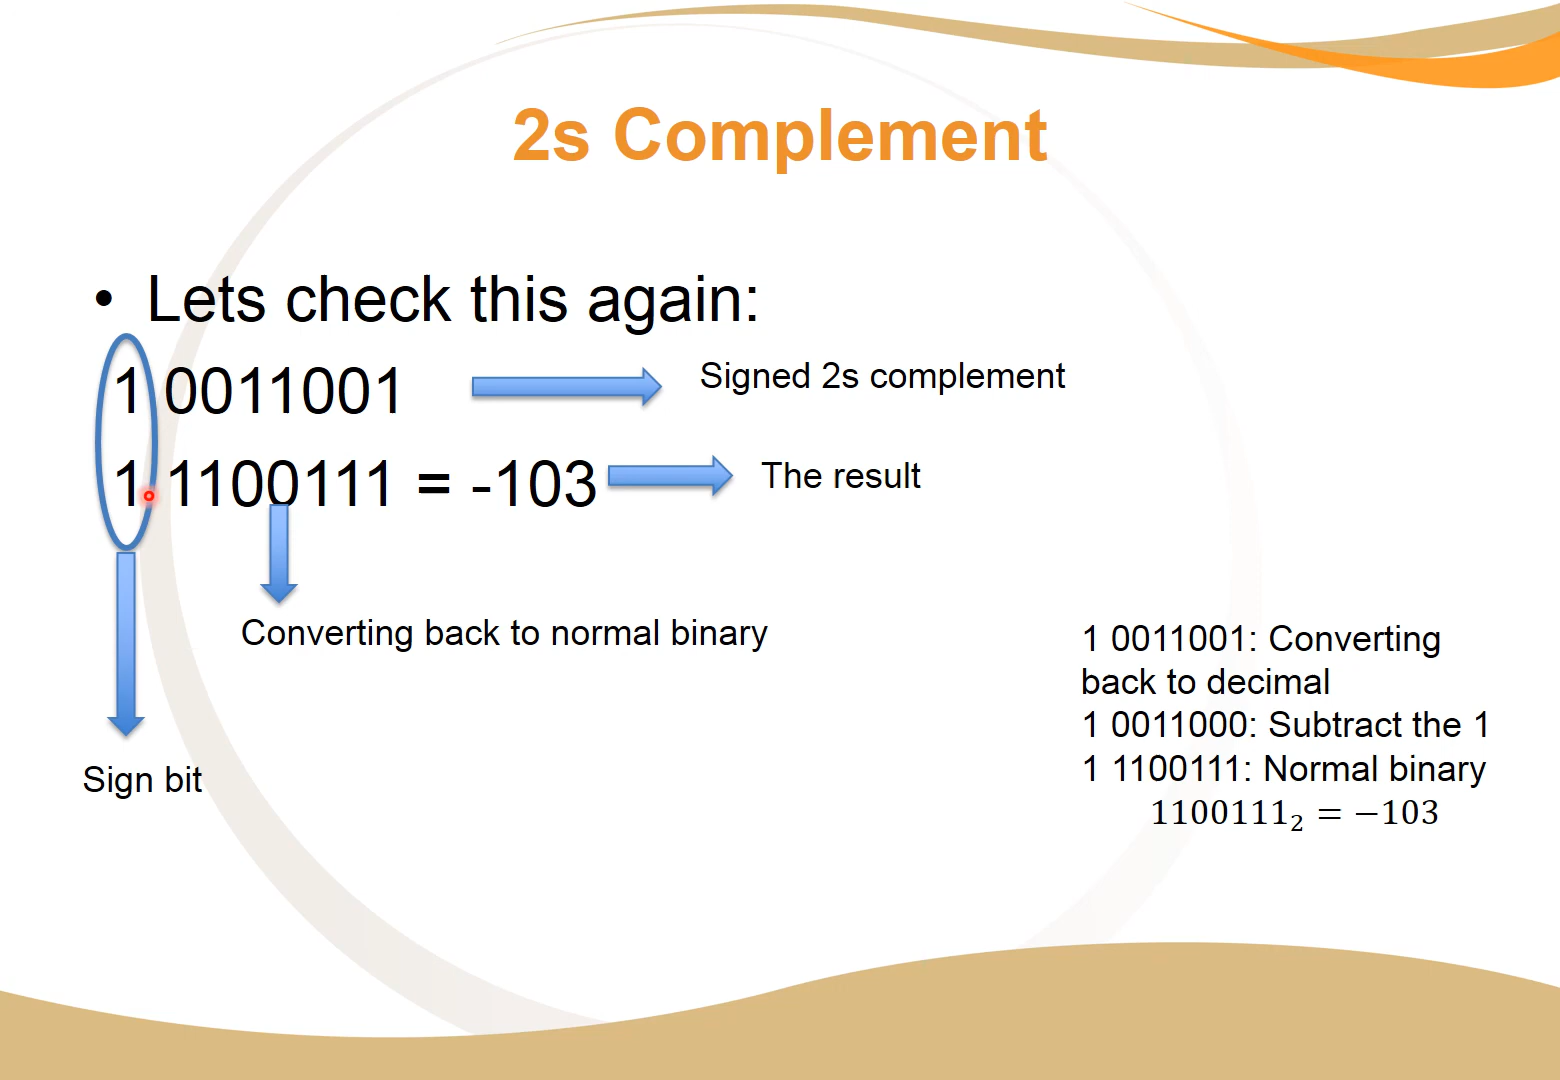 2s Complement
• Lets check this again:
1 0011001
Signed 2s complement
1 1100111 = -103
The result
Converting back to normal binary
Sign bit
1 0011001: Converting
back to decimal
1 0011000: Subtract the 1
1 1100111: Normal binary
1100111₂ = −103